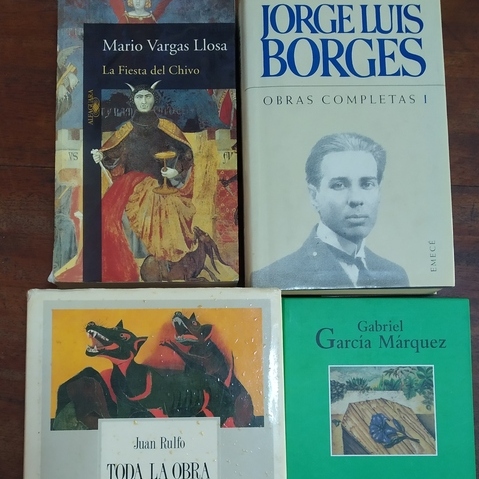 Mario Vargas Llosa
La Fiesta del Chivo
ALFAGUARA
JORGE LUIS
BORGES
OBRAS COMPLETAS 1
EMECÉ
Juan Rulfo
TODA LA OBRA
Gabriel
García Márquez